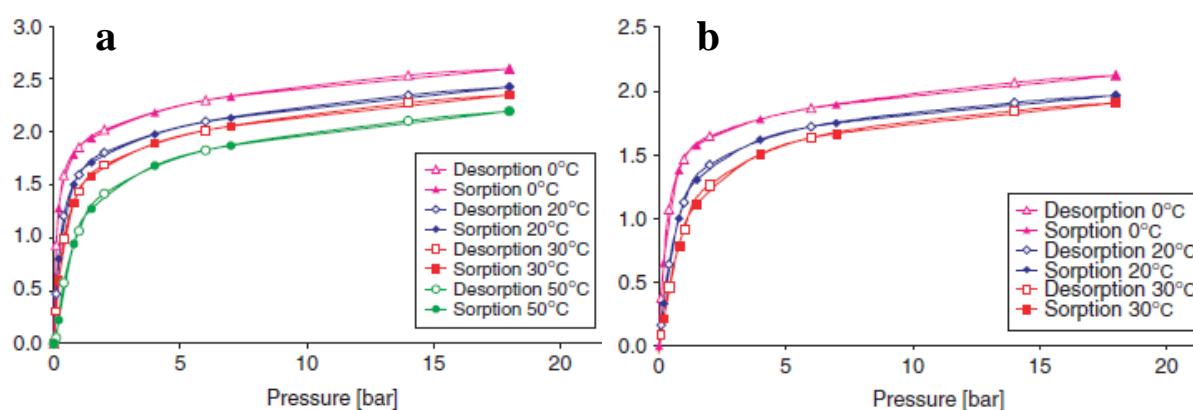 a
3.0
2.5
2.0
1.5
1.0
0.5
0.0
0
5
10
15
20
Pressure [bar]
Desorption 0°C
Sorption 0°C
Desorption 20°C
Sorption 20°C
Desorption 30°C
Sorption 30°C
Desorption 50°C
Sorption 50°C
b
2.5
2.0
1.5
1.0
0.5
0.0
0
5
10
15
20
Pressure [bar]
Desorption 0°C
Sorption 0°C
Desorption 20°C
Sorption 20°C
Desorption 30°C
Sorption 30°C